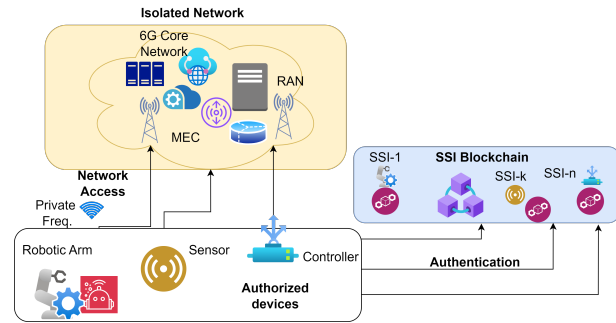 Isolated Network
6G Core
Network
RAN
MEC
Network
Access
Private
Freq.
SSI-1
SSI Blockchain
SSI-k
SSI-n
Robotic Arm
Sensor
Controller
Authorized
devices
Authentication